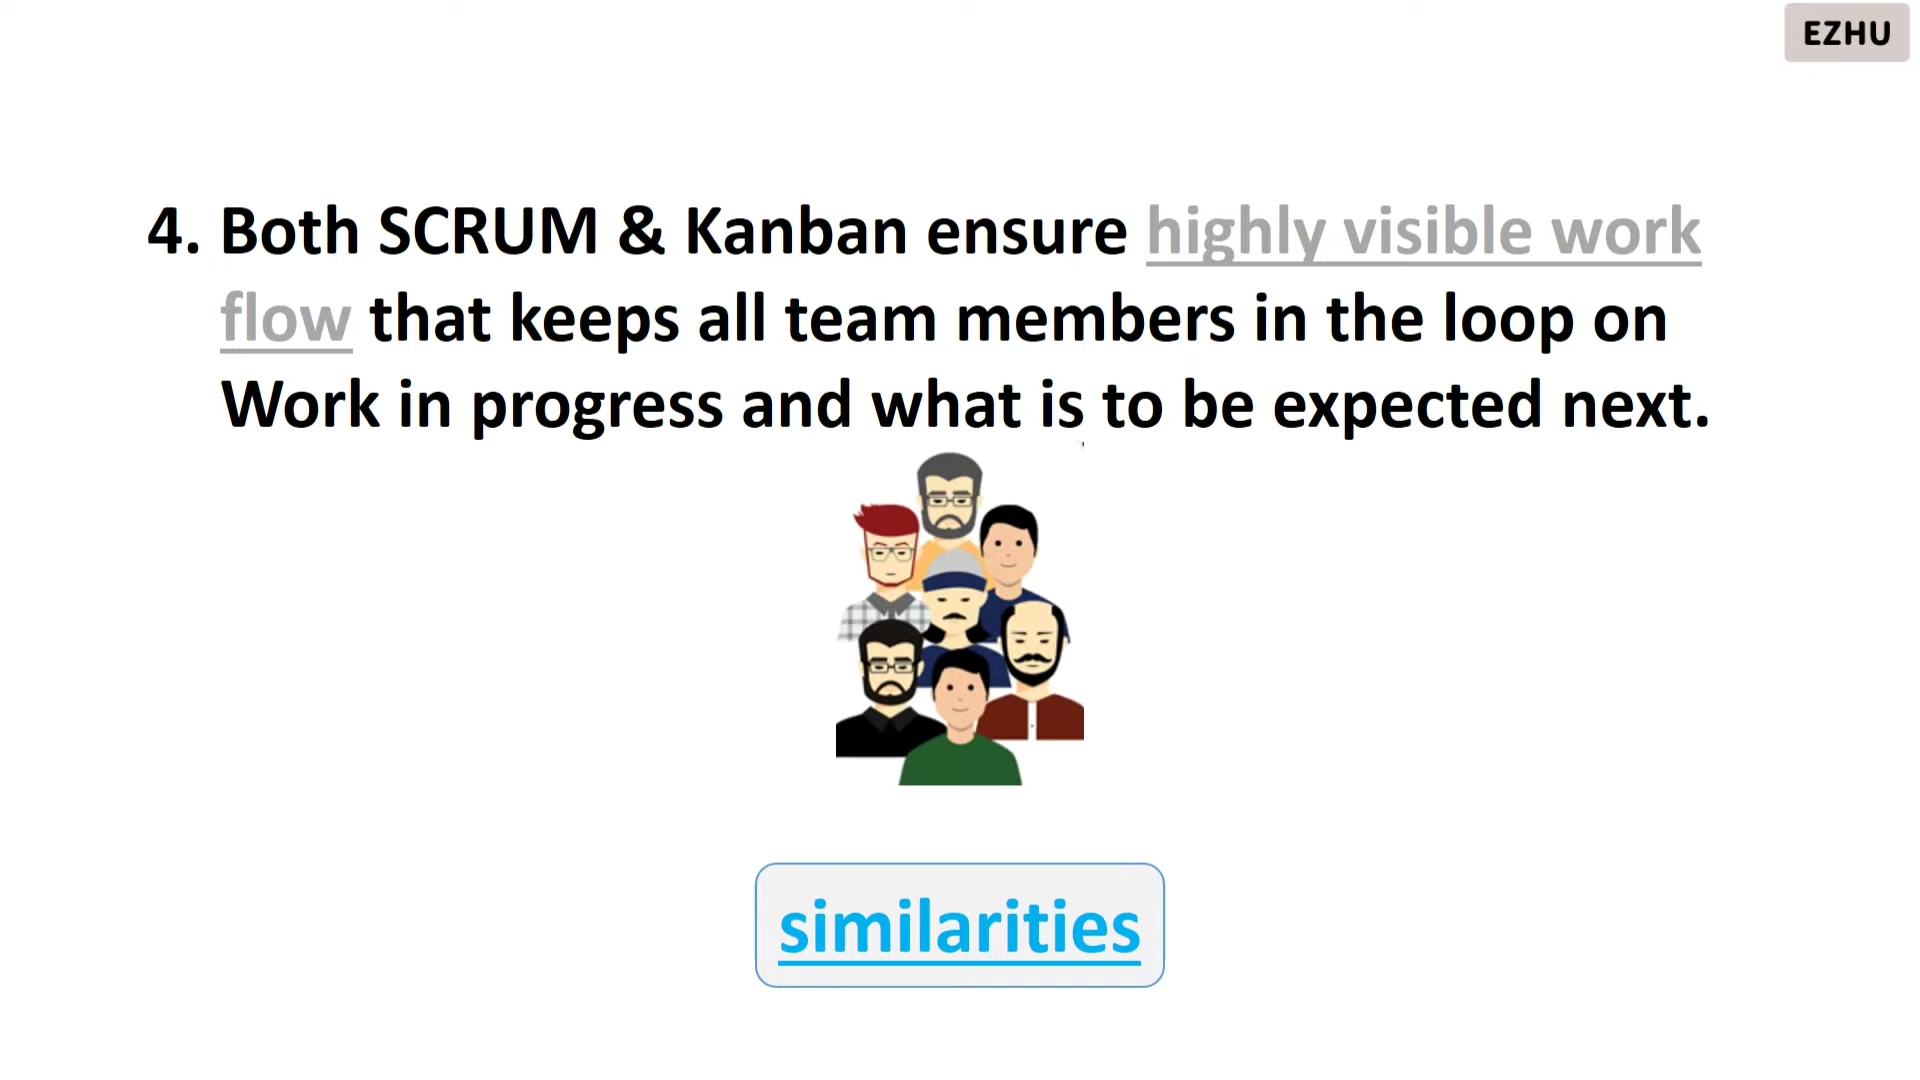 EZHU
4. Both SCRUM & Kanban ensure highly visible work
flow that keeps all team members in the loop on
Work in progress and what is to be expected next.
similarities